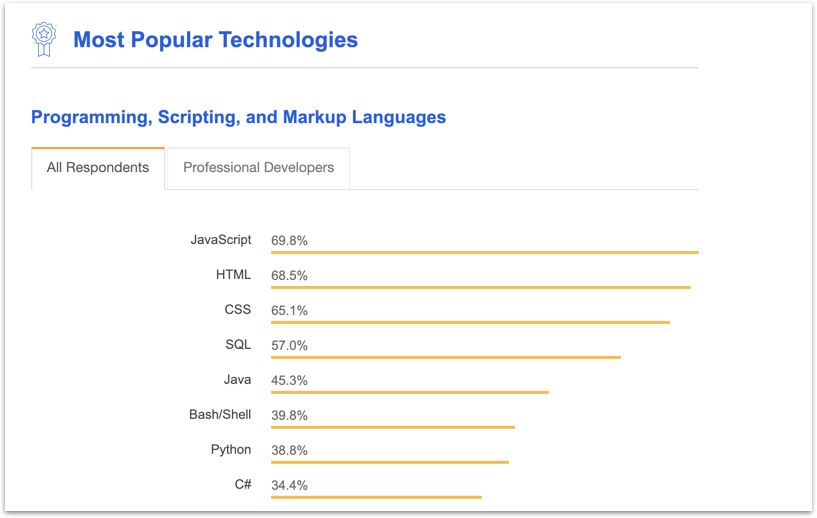 Most Popular Technologies
Programming, Scripting, and Markup Languages
All Respondents Professional Developers
JavaScript 69.8%
HTML 68.5%
CSS 65.1%
SQL 57.0%
Java 45.3%
Bash/Shell 39.8%
Python 38.8%
C# 34.4%